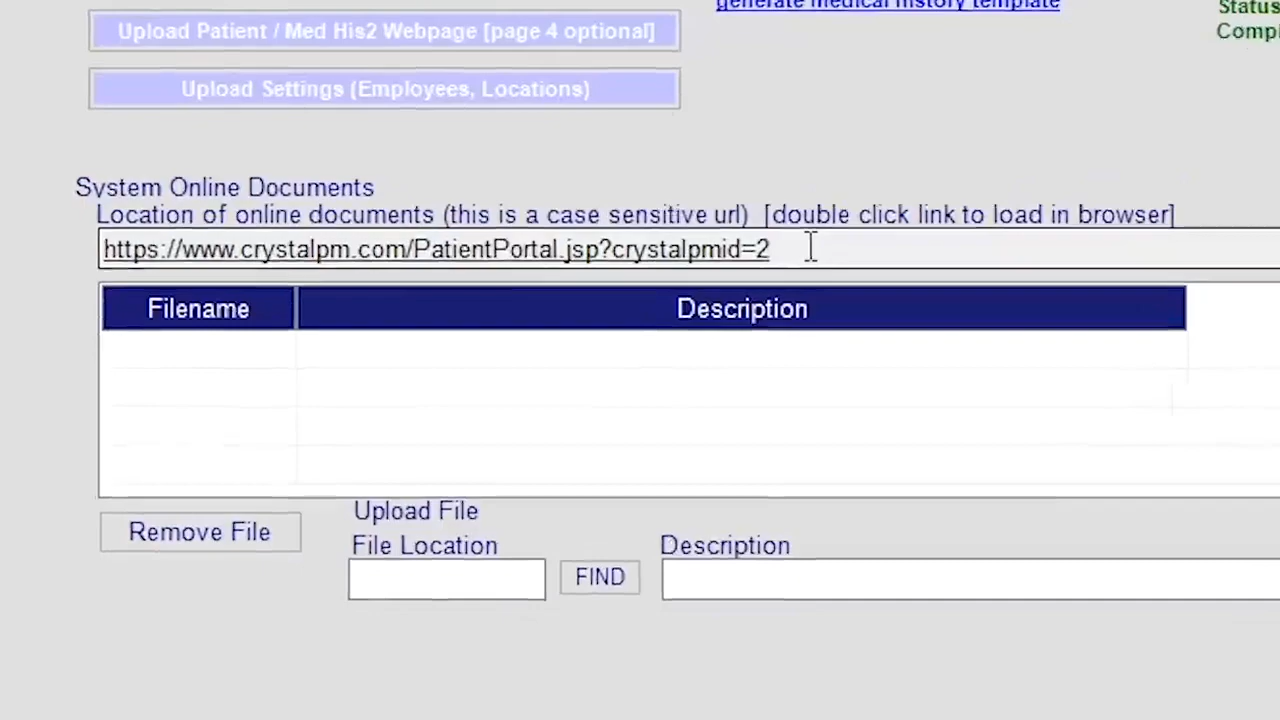 generate medical history template
Status
Compl
Upload Patient / Med His2 Webpage [page 4 optional]
Upload Settings (Employees, Locations)
System Online Documents
Location of online documents (this is a case sensitive url) [double click link to load in browser]
https://www.crystalpm.com/PatientPortal.jsp?crystalpmid=2
Filename Description
Upload File
Remove File
File Location Description
FIND